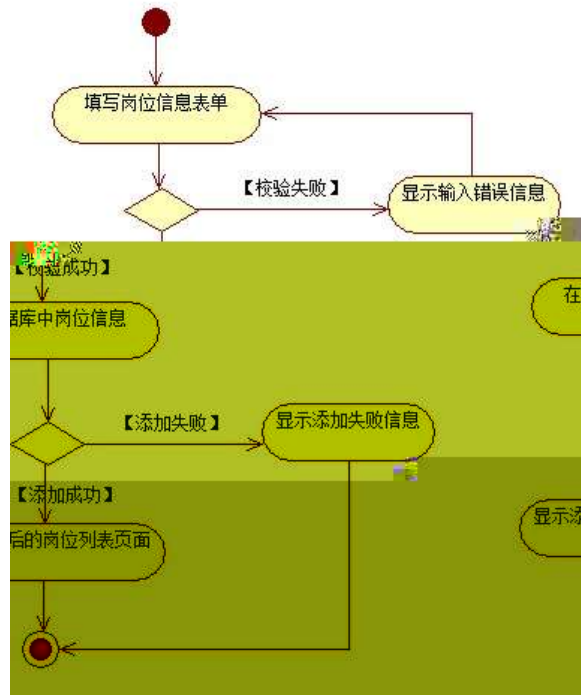 填写岗位信息表单
【校验失败】
显示输入错误信息
【校验成功】
在
据库中岗位信息
【添加失败】
显示添加失败信息
【添加成功】
显示添
后的岗位列表页面